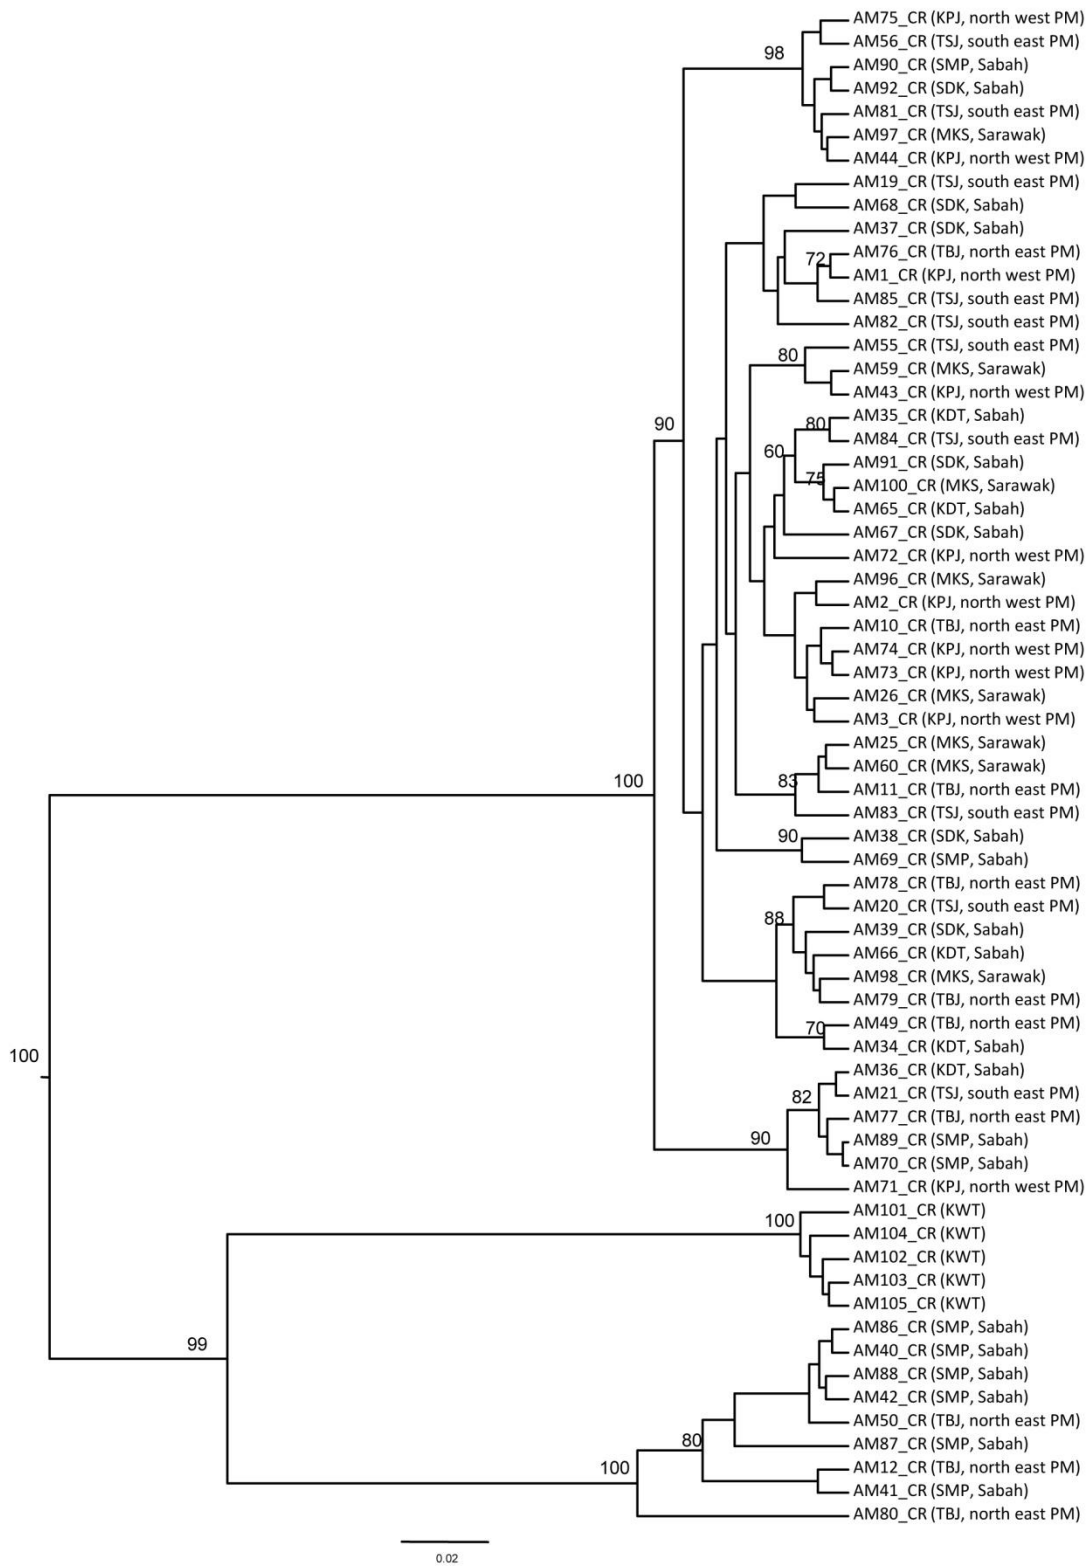 AM75_CR (KPJ, north west PM)
AM56_CR (TSJ, south east PM)
98
AM90_CR (SMP, Sabah)
AM92_CR (SDK, Sabah)
AM81_CR (TSJ, south east PM)
AM97_CR (MKS, Sarawak)
AM44_CR (KPJ, north west PM)
AM19_CR (TSJ, south east PM)
AM68_CR (SDK, Sabah)
AM37_CR (SDK, Sabah)
AM76_CR (TBJ, north east PM)
72
AM1_CR (KPJ, north west PM)
AM85_CR (TSJ, south east PM)
AM82_CR (TSJ, south east PM)
AM55_CR (TSJ, south east PM)
80
AM59_CR (MKS, Sarawak)
AM43_CR (KPJ, north west PM)
AM35_CR (KDT, Sabah)
90
80
AM84_CR (TSJ, south east PM)
60
AM91_CR (SDK, Sabah)
75
AM100_CR (MKS, Sarawak)
AM65_CR (KDT, Sabah)
AM67_CR (SDK, Sabah)
AM72_CR (KPJ, north west PM)
AM96_CR (MKS, Sarawak)
AM2_CR (KPJ, north west PM)
AM10_CR (TBJ, north east PM)
AM74_CR (KPJ, north west PM)
AM73_CR (KPJ, north west PM)
AM26_CR (MKS, Sarawak)
AM3_CR (KPJ, north west PM)
AM25_CR (MKS, Sarawak)
AM60_CR (MKS, Sarawak)
100
83
AM11_CR (TBJ, north east PM)
AM83_CR (TSJ, south east PM)
90
AM38_CR (SDK, Sabah)
AM69_CR (SMP, Sabah)
AM78_CR (TBJ, north east PM)
AM20_CR (TSJ, south east PM)
88
AM39_CR (SDK, Sabah)
AM66_CR (KDT, Sabah)
AM98_CR (MKS, Sarawak)
AM79_CR (TBJ, north east PM)
AM49_CR (TBJ, north east PM)
70
AM34_CR (KDT, Sabah)
100
AM36_CR (KDT, Sabah)
AM21_CR (TSJ, south east PM)
82
AM77_CR (TBJ, north east PM)
90
AM89_CR (SMP, Sabah)
AM70_CR (SMP, Sabah)
AM71_CR (KPJ, north west PM)
AM101_CR (KWT)
100
AM104_CR (KWT)
AM102_CR (KWT)
AM103_CR (KWT)
AM105_CR (KWT)
AM86_CR (SMP, Sabah)
99
AM40_CR (SMP, Sabah)
AM88_CR (SMP, Sabah)
AM42_CR (SMP, Sabah)
AM50_CR (TBJ, north east PM)
80
AM87_CR (SMP, Sabah)
100
AM12_CR (TBJ, north east PM)
AM41_CR (SMP, Sabah)
AM80_CR (TBJ, north east PM)
0.02